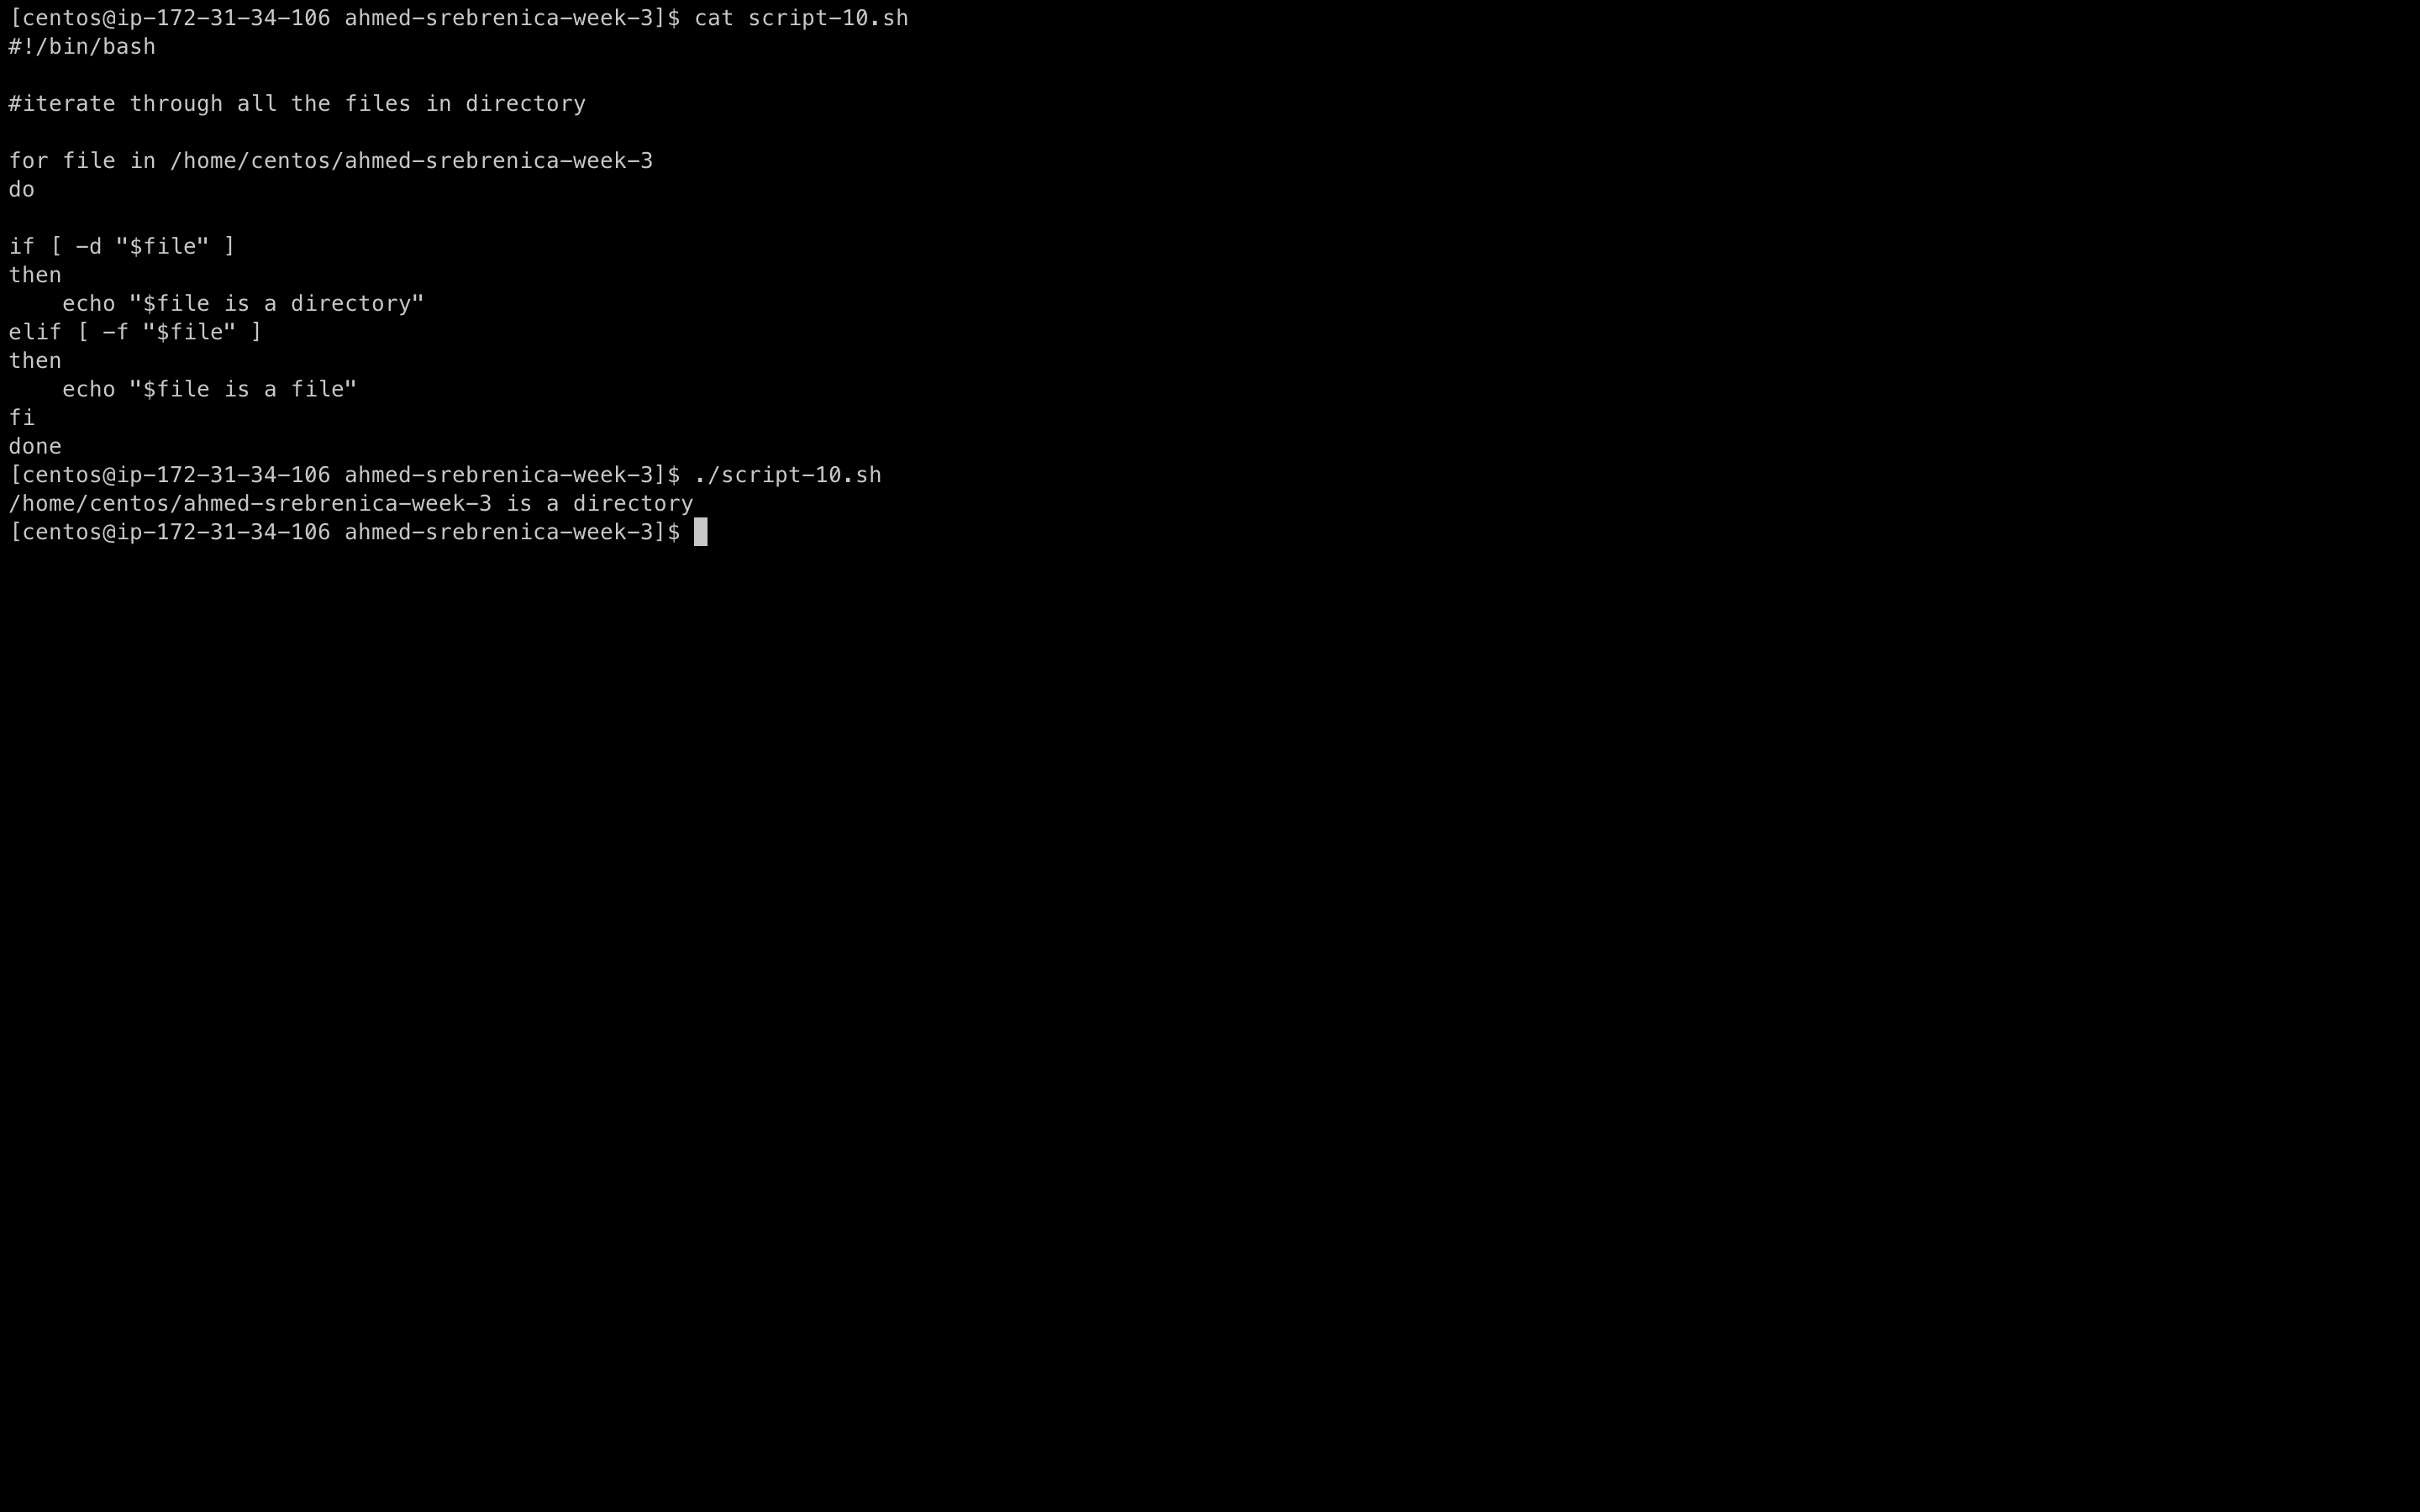 [centos@ip-172-31-34-106 ahmed-srebrenica-week-3]$ cat script-10.sh
#!/bin/bash
#iterate through all the files in directory
for file in /home/centos/ahmed-srebrenica-week-3
do
if [ -d "$file" ]
then
    echo "$file is a directory"
elif [ -f "$file" ]
then
    echo "$file is a file"
fi
done
[centos@ip-172-31-34-106 ahmed-srebrenica-week-3]$ ./script-10.sh
/home/centos/ahmed-srebrenica-week-3 is a directory
[centos@ip-172-31-34-106 ahmed-srebrenica-week-3]$